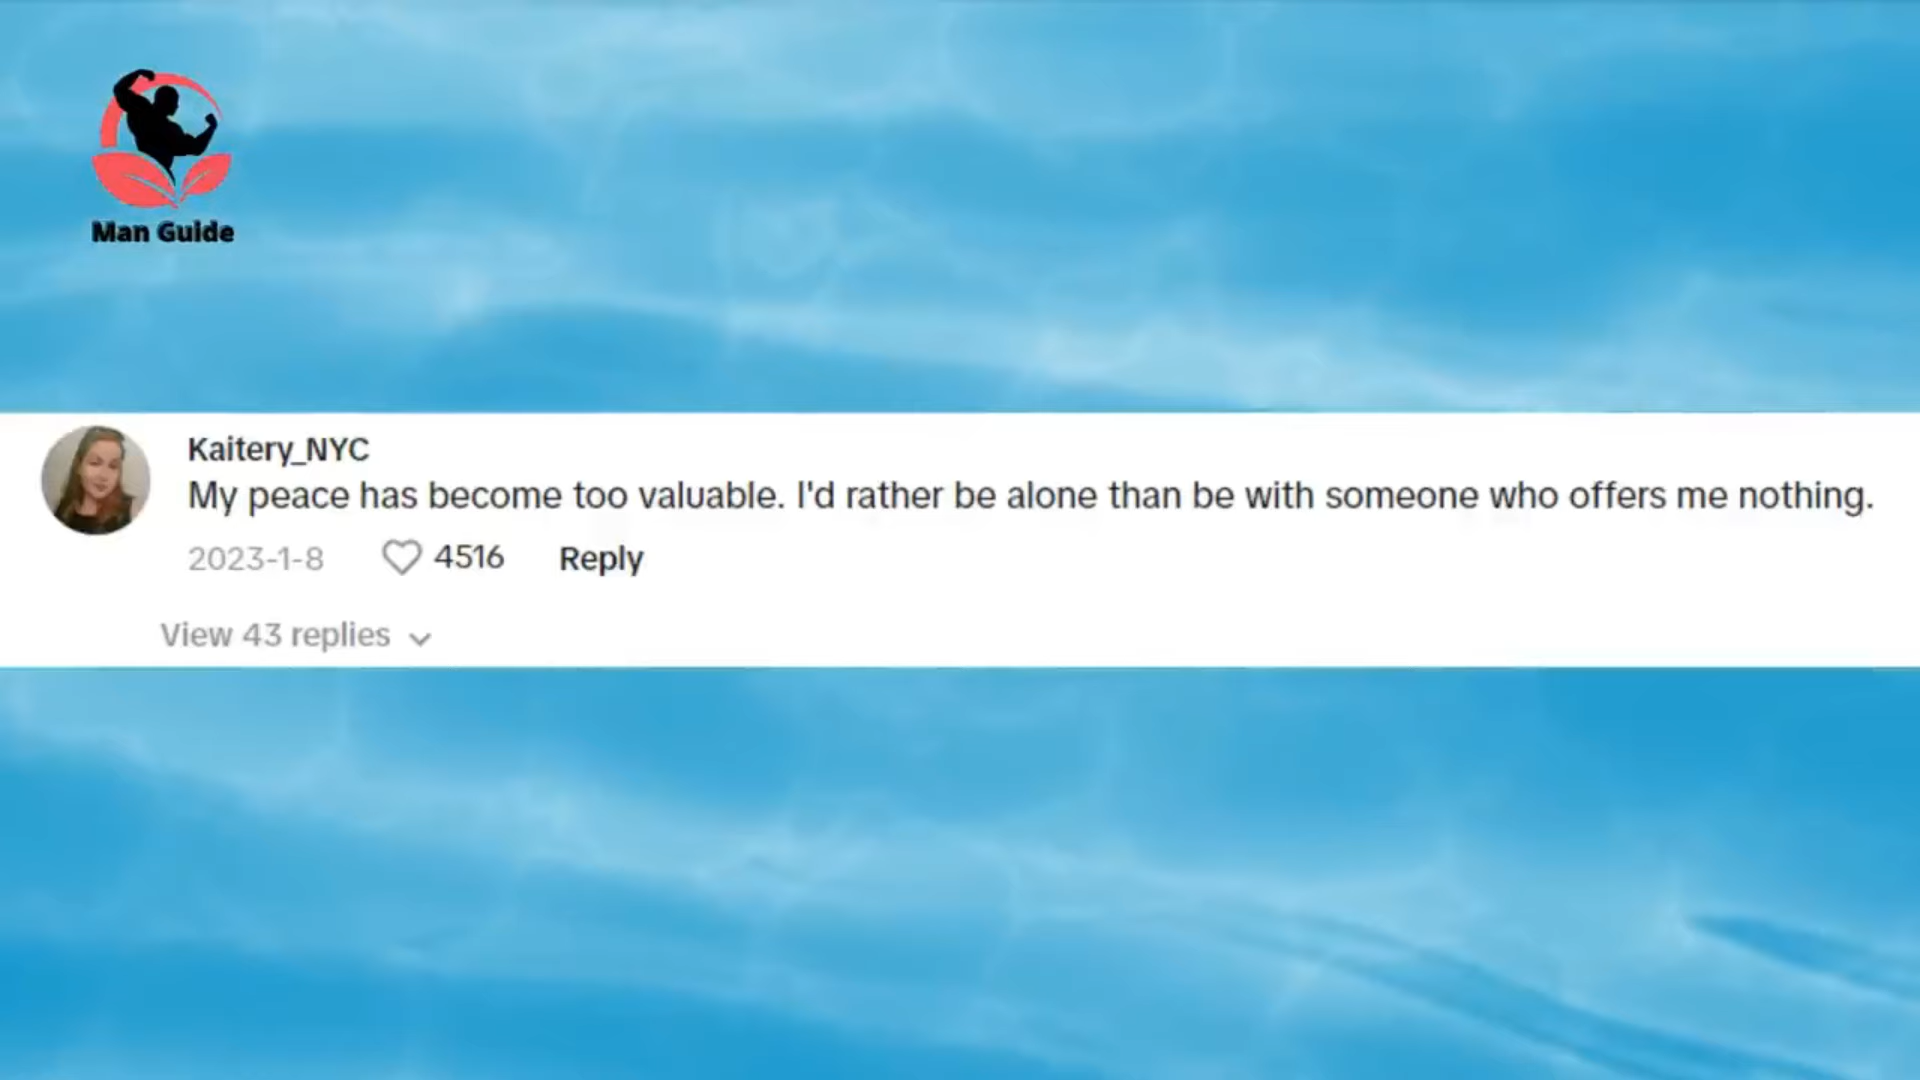 Man Guide
Kaitery_NYC
My peace has become too valuable. I'd rather be alone than be with someone who offers me nothing.
2023-1-8 4516 Reply
View 43 replies